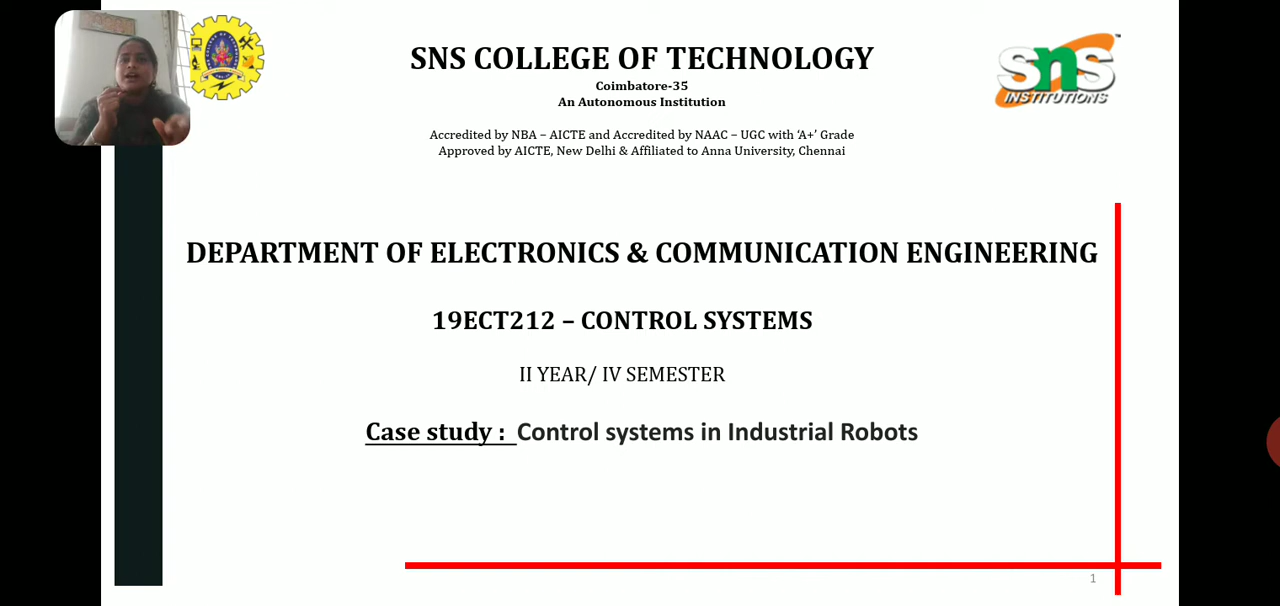 SNS COLLEGE OF TECHNOLOGY
Coimbatore-35
An Autonomous Institution
Accredited by NBA – AICTE and Accredited by NAAC – UGC with ‘A+’ Grade
Approved by AICTE, New Delhi & Affiliated to Anna University, Chennai
sns
INSTITUTIONS
TM
DEPARTMENT OF ELECTRONICS & COMMUNICATION ENGINEERING
19ECT212 – CONTROL SYSTEMS
II YEAR/ IV SEMESTER
Case study : Control systems in Industrial Robots
1